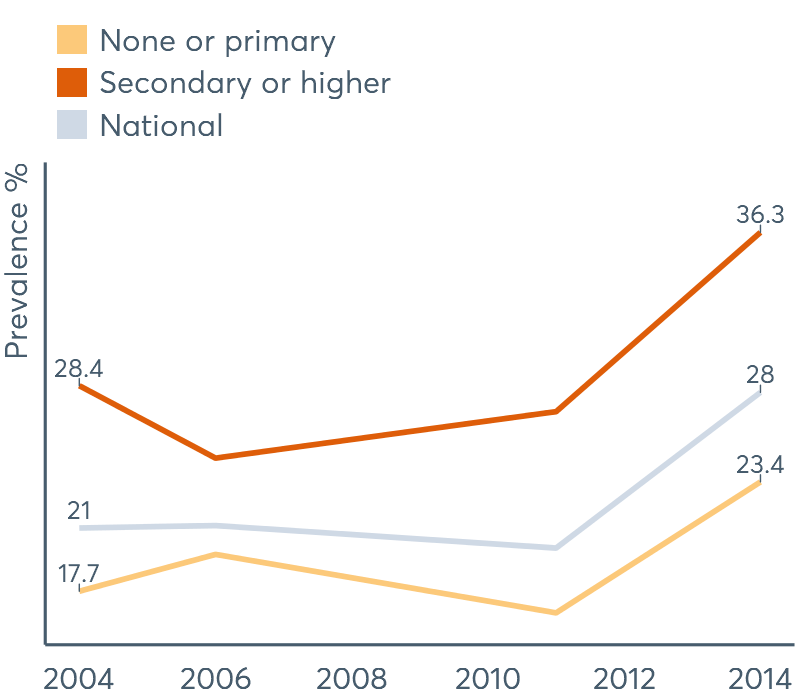 None or primary
Secondary or higher
National
Prevalence %
36.3
28.4
28
23.4
21
17.7
2004 2006 2008 2010 2012 2014